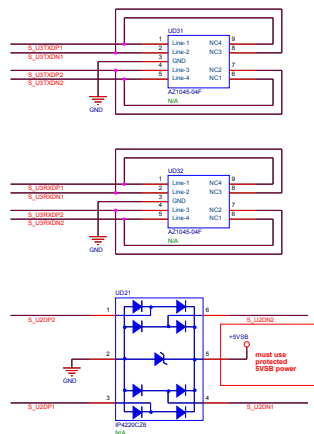 UD31
S_U3TXDP1 1 Line-1 NC4 9
S_U3TXDN1 2 Line-2 NC3 8
3 GND
S_U3TXDP2 4 Line-3 NC2 7
S_U3TXDN2 5 Line-4 NC1 6
AZ1045-04F
N/A
GND
UD32
S_U3RXDP1 1 Line-1 NC4 9
S_U3RXDN1 2 Line-2 NC3 8
3 GND
S_U3RXDP2 4 Line-3 NC2 7
S_U3RXDN2 5 Line-4 NC1 6
AZ1045-04F
N/A
GND
UD21
S_U2DP2 1 6 S_U2DN2
+5VSB
2 5
must use
protected
5VSB power
GND
S_U2DP1 3 4 S_U2DN1
IP4220CZ6
N/A